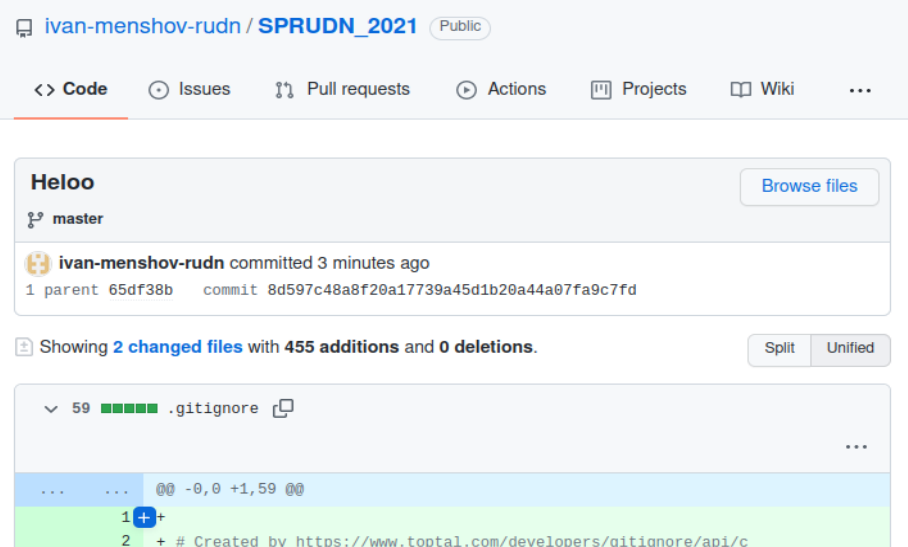 ivan-menshov-rudn / SPRUDN_2021 Public
<> Code Issues Pull requests Actions Projects Wiki ...
Heloo
Browse files
master
ivan-menshov-rudn committed 3 minutes ago
1 parent 65df38b commit 8d597c48a8f20a17739a45d1b20a44a07fa9c7fd
Showing 2 changed files with 455 additions and 0 deletions.
Split Unified
59 .gitignore
...
... ... @@ -0,0 +1,59 @@
1 + +
2 + # Created by https://www.toptal.com/developers/gitignore/api/c